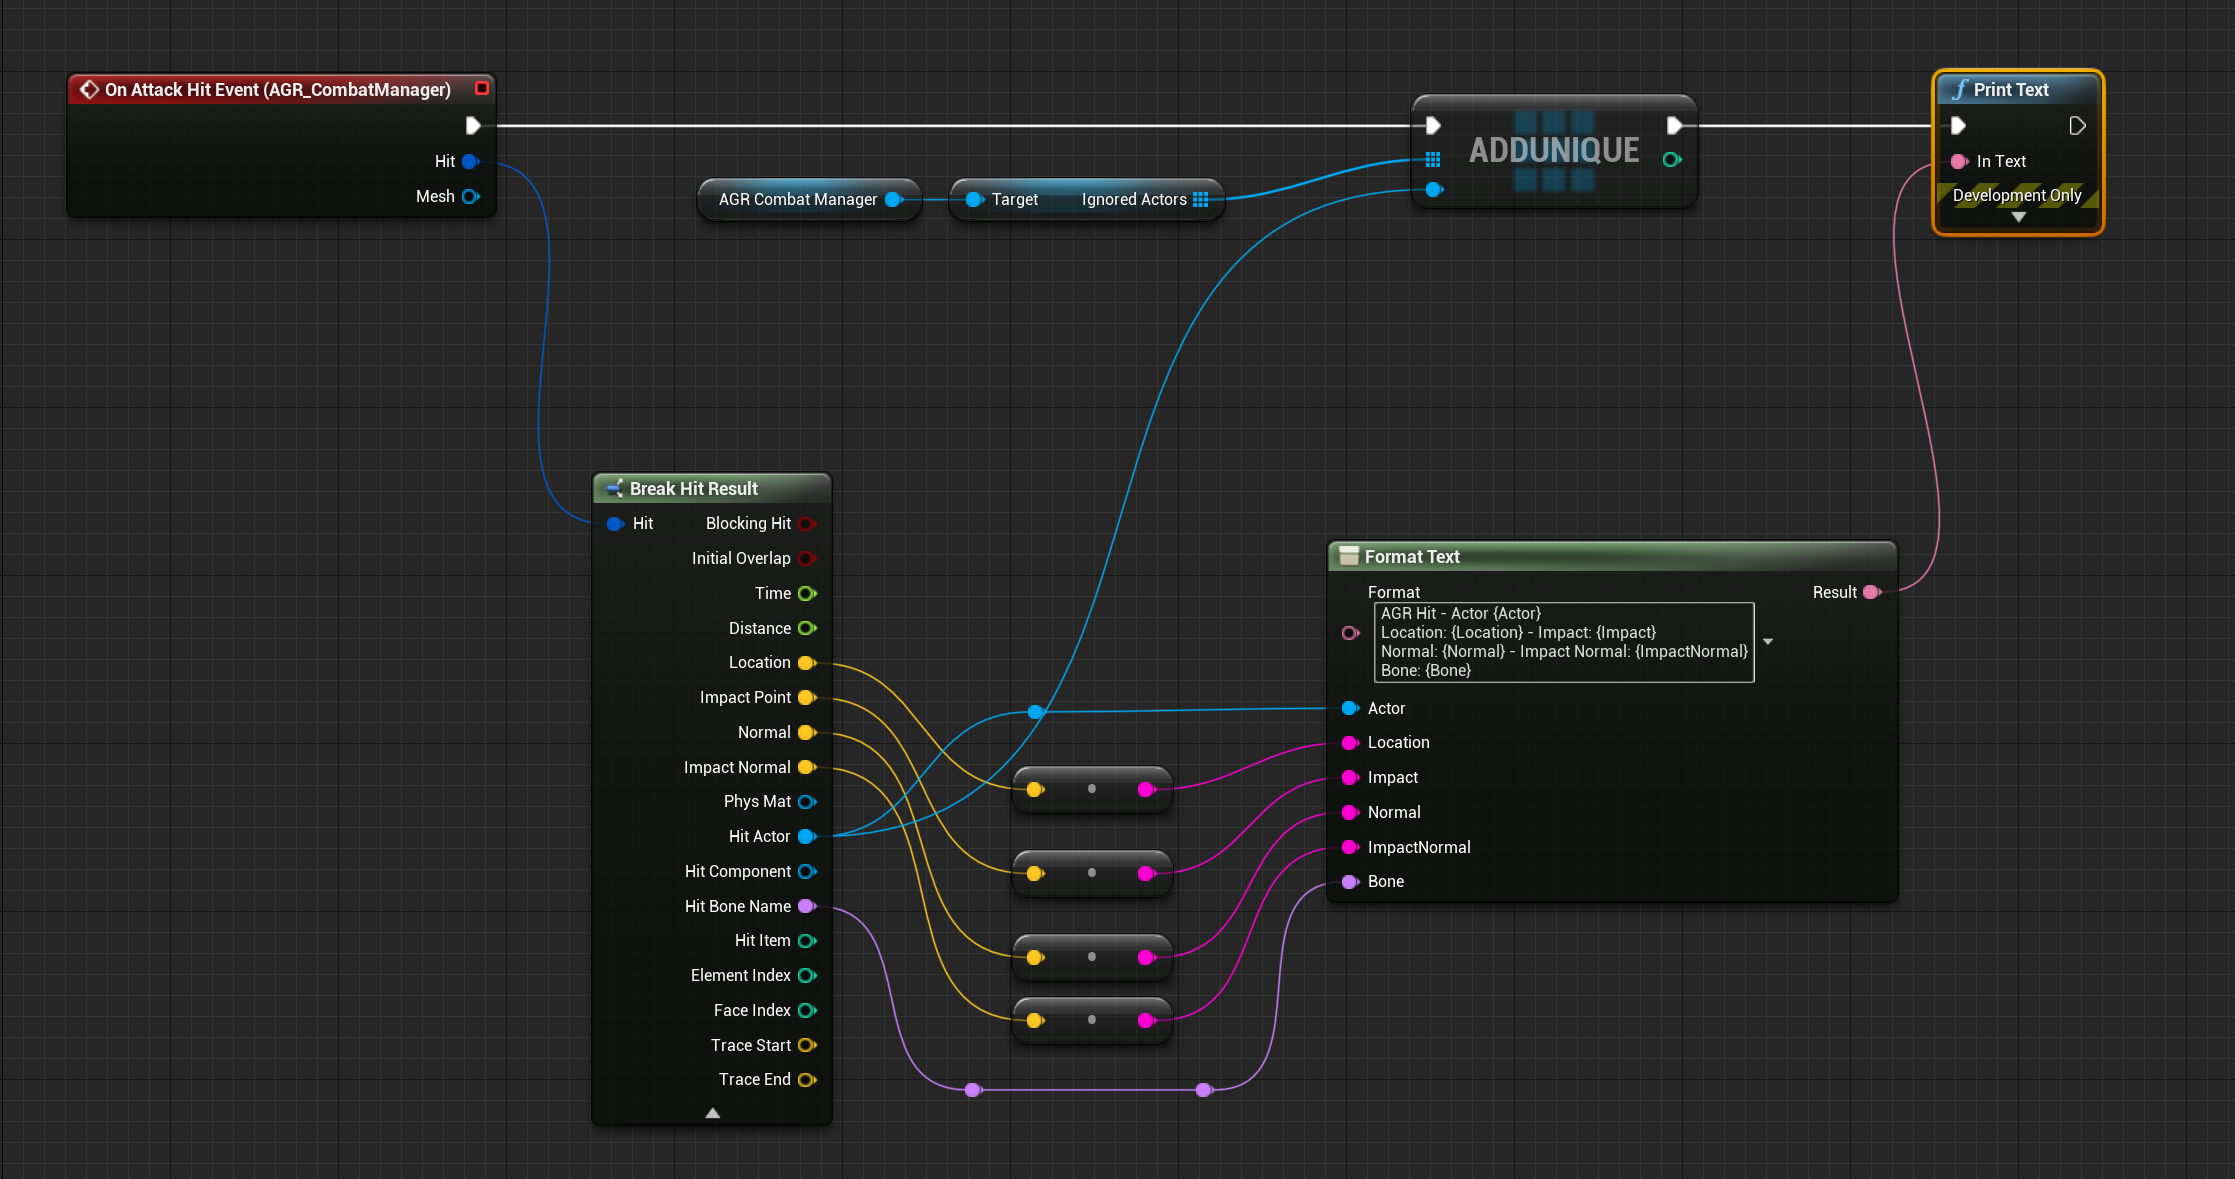 On Attack Hit Event (AGR_CombatManager)
Hit
Mesh
AGR Combat Manager
Target
Ignored Actors
ADDUNIQUE
Print Text
In Text
Development Only
Break Hit Result
Hit
Blocking Hit
Initial Overlap
Time
Distance
Location
Impact Point
Normal
Impact Normal
Phys Mat
Hit Actor
Hit Component
Hit Bone Name
Hit Item
Element Index
Face Index
Trace Start
Trace End
Format Text
Format
Result
AGR Hit - Actor {Actor}
Location: {Location} - Impact: {Impact}
Normal: {Normal} - Impact Normal: {ImpactNormal}
Bone: {Bone}
Actor
Location
Impact
Normal
ImpactNormal
Bone